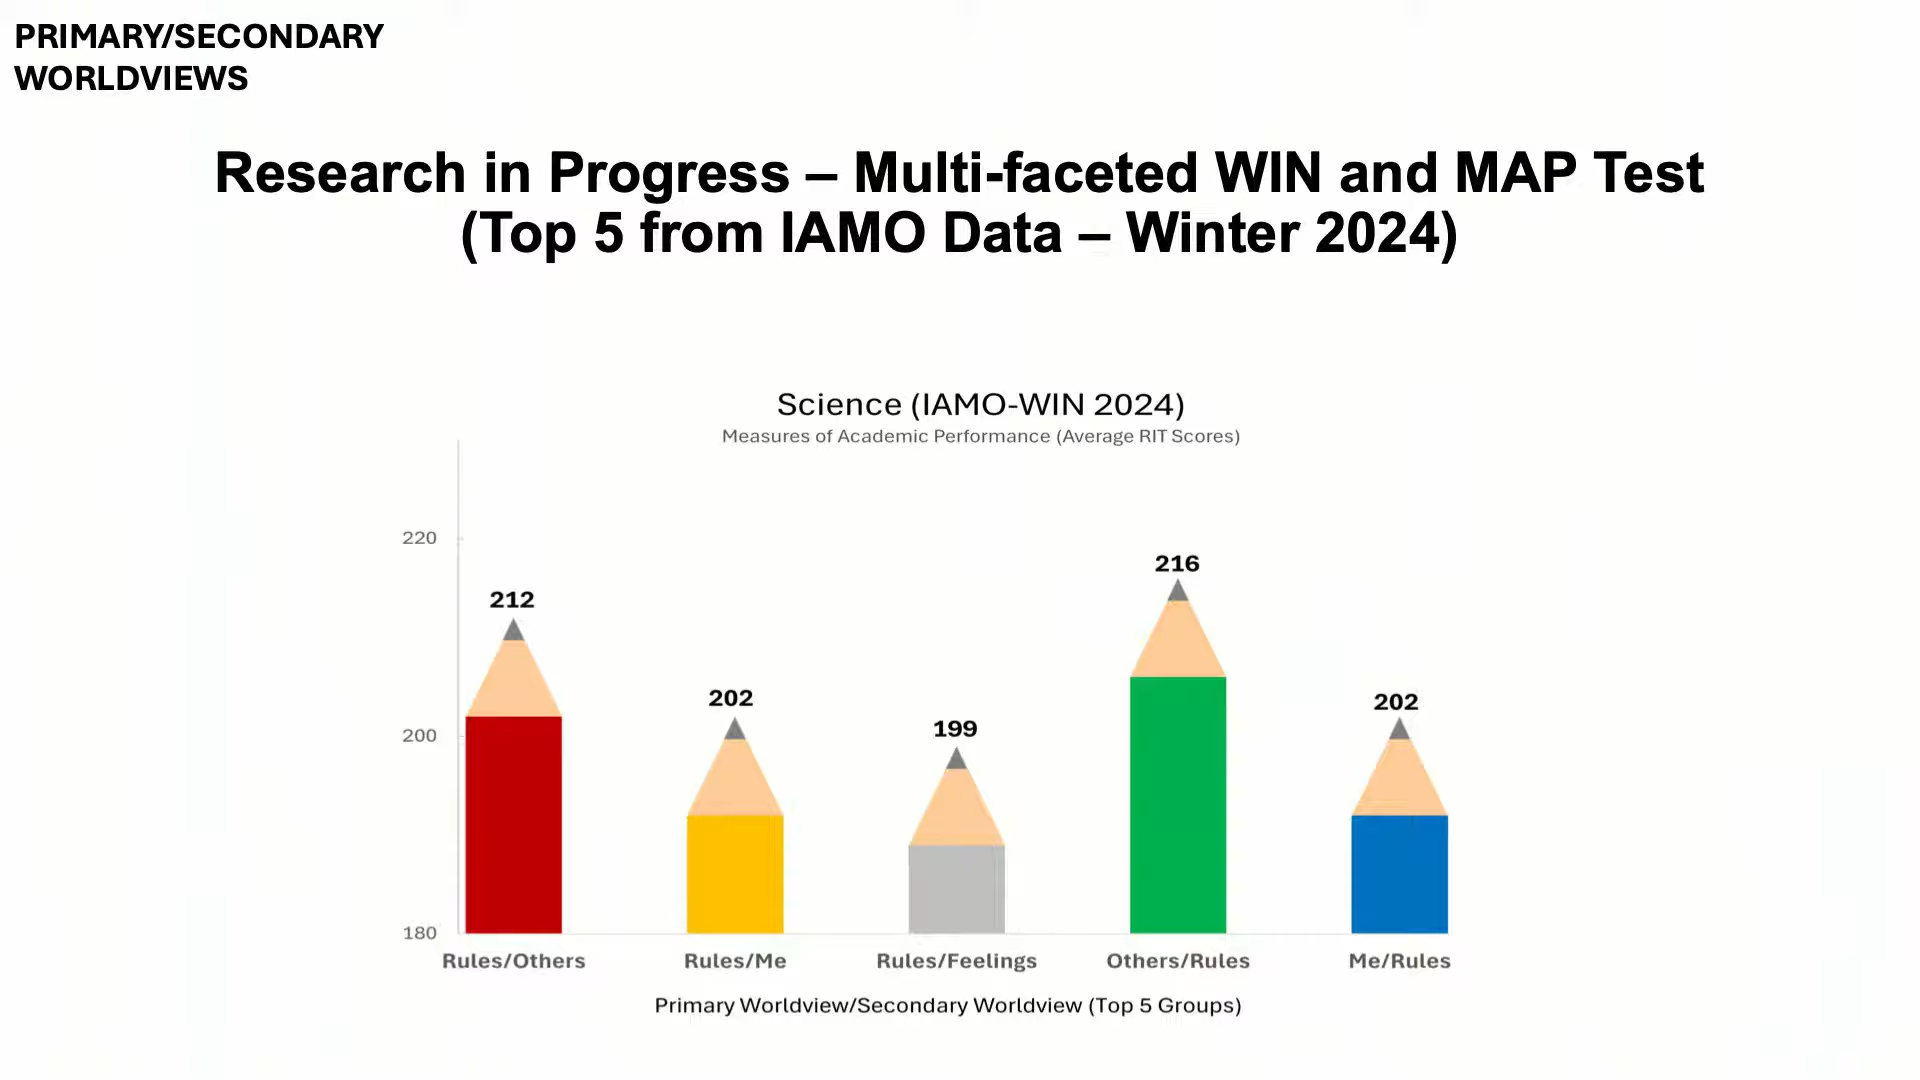 PRIMARY/SECONDARY
WORLDVIEWS
Research in Progress – Multi-faceted WIN and MAP Test
(Top 5 from IAMO Data – Winter 2024)
Science (IAMO-WIN 2024)
Measures of Academic Performance (Average RIT Scores)
220
200
180
212
202
199
216
202
Rules/Others
Rules/Me
Rules/Feelings
Others/Rules
Me/Rules
Primary Worldview/Secondary Worldview (Top 5 Groups)